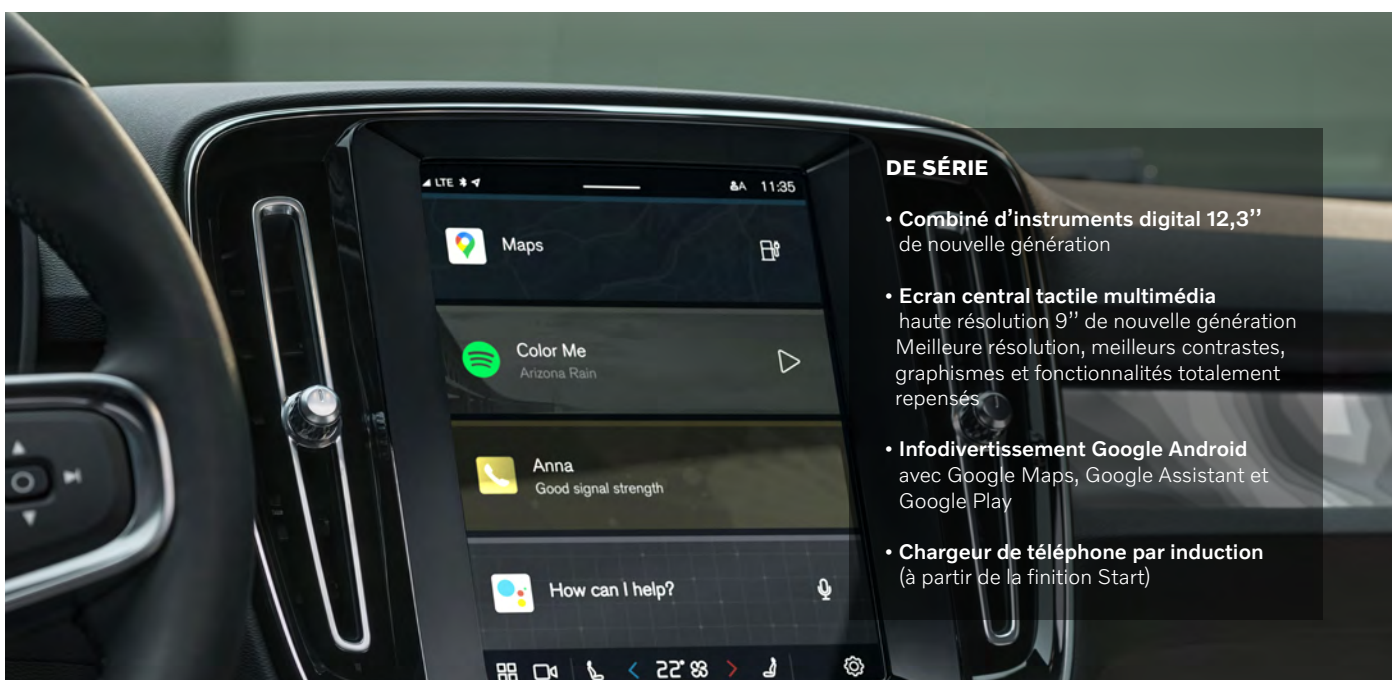 LTE A 11:35
Maps
Color Me
Arizona Rain
Anna
Good signal strength
How can I help?
22°
DE SÉRIE
• Combiné d’instruments digital 12,3’’
de nouvelle génération
• Ecran central tactile multimédia
haute résolution 9’’ de nouvelle génération
Meilleure résolution, meilleurs contrastes,
graphismes et fonctionnalités totalement
repensés
• Infodivertissement Google Android
avec Google Maps, Google Assistant et
Google Play
• Chargeur de téléphone par induction
(à partir de la finition Start)